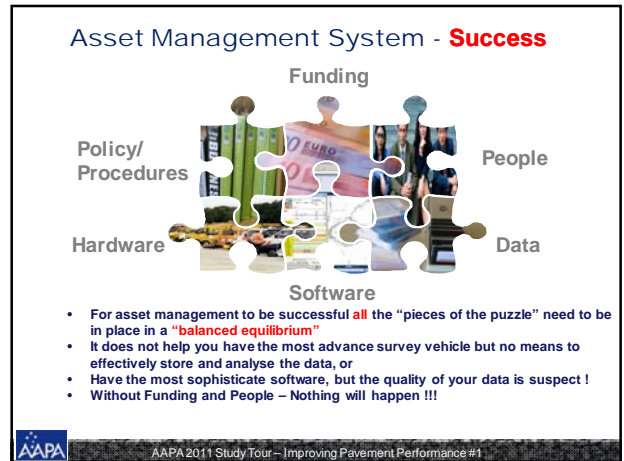 Asset Management System - Success
Funding
Policy/
Procedures
People
EURO
Hardware
Data
Software
• For asset management to be successful all the “pieces of the puzzle” need to be
in place in a “balanced equilibrium”
• It does not help you have the most advance survey vehicle but no means to
effectively store and analyse the data, or
• Have the most sophisticate software, but the quality of your data is suspect !
• Without Funding and People – Nothing will happen !!!
AAPA
AAPA 2011 Study Tour – Improving Pavement Performance #1